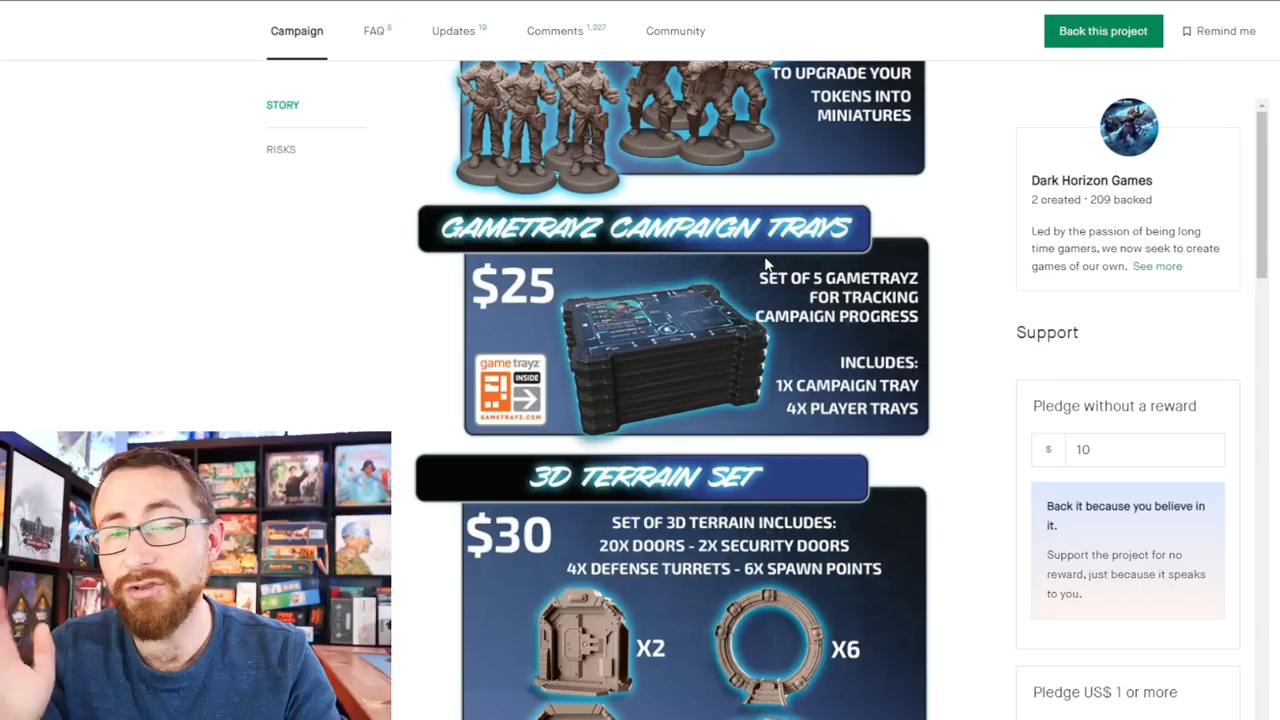 Campaign
FAQ 8
Updates 19
Comments 1,227
Community
Back this project
Remind me
STORY
RISKS
TO UPGRADE YOUR
TOKENS INTO
MINIATURES
GAMETRAYZ CAMPAIGN TRAYS
$25
SET OF 5 GAMETRAYZ
FOR TRACKING
CAMPAIGN PROGRESS
INCLUDES:
1X CAMPAIGN TRAY
4X PLAYER TRAYS
game trayz
INSIDE
GAMETRAYZ.COM
3D TERRAIN SET
$30
SET OF 3D TERRAIN INCLUDES:
20X DOORS - 2X SECURITY DOORS
4X DEFENSE TURRETS - 6X SPAWN POINTS
X2
X6
Dark Horizon Games
2 created · 209 backed
Led by the passion of being long
time gamers, we now seek to create
games of our own. See more
Support
Pledge without a reward
$ 10
Back it because you believe in
it.
Support the project for no
reward, just because it speaks
to you.
Pledge US$ 1 or more